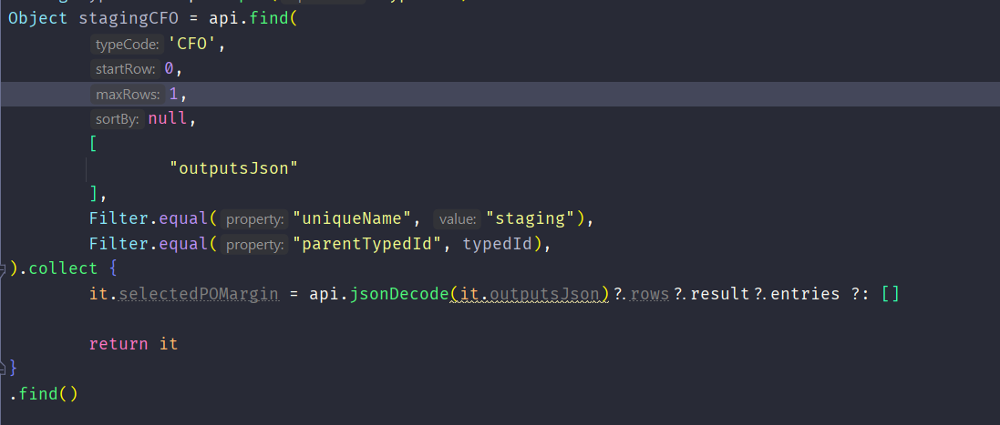 Object stagingCFO = api.find(
typeCode: 'CFO',
startRow: 0,
maxRows: 1,
sortBy: null,
[
"outputsJson"
],
Filter.equal( property: "uniqueName", value: "staging"),
Filter.equal( property: "parentTypedId", typedId),
).collect {
it.selectedPOMargin = api.jsonDecode(it.outputsJson)?.rows?.result?.entries ?: []
return it
}
.find()